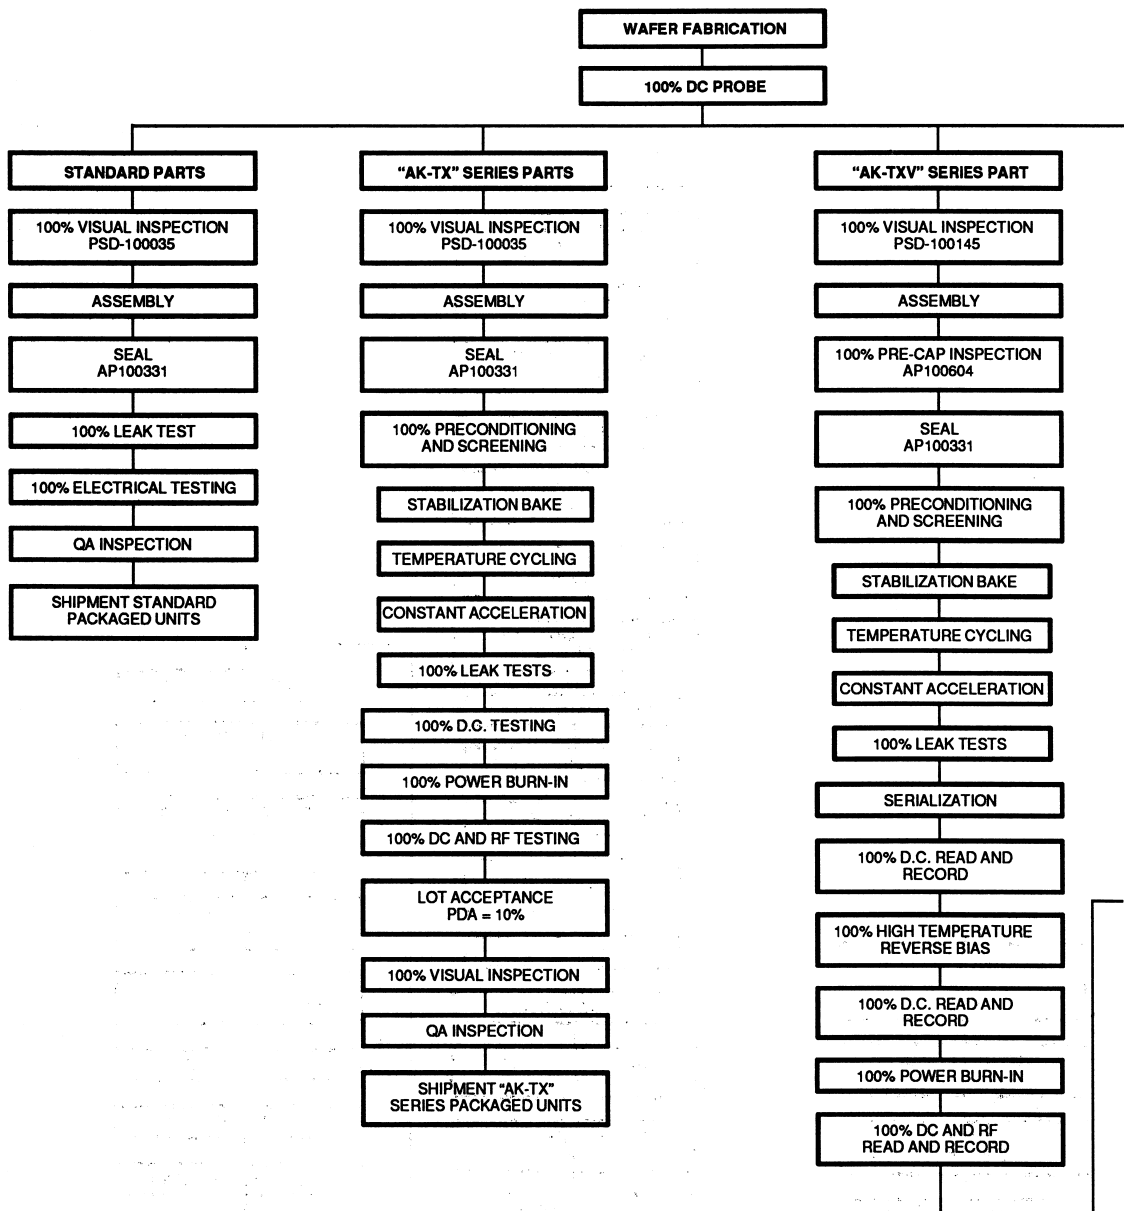 WAFER FABRICATION
100% DC PROBE
STANDARD PARTS
100% VISUAL INSPECTION
PSD-100035
ASSEMBLY
SEAL
AP100331
100% LEAK TEST
100% ELECTRICAL TESTING
QA INSPECTION
SHIPMENT STANDARD
PACKAGED UNITS
“AK-TX” SERIES PARTS
100% VISUAL INSPECTION
PSD-100035
ASSEMBLY
SEAL
AP100331
100% PRECONDITIONING
AND SCREENING
STABILIZATION BAKE
TEMPERATURE CYCLING
CONSTANT ACCELERATION
100% LEAK TESTS
100% D.C. TESTING
100% POWER BURN-IN
100% DC AND RF TESTING
LOT ACCEPTANCE
PDA = 10%
100% VISUAL INSPECTION
QA INSPECTION
SHIPMENT “AK-TX”
SERIES PACKAGED UNITS
“AK-TXV” SERIES PART
100% VISUAL INSPECTION
PSD-100145
ASSEMBLY
100% PRE-CAP INSPECTION
AP100604
SEAL
AP100331
100% PRECONDITIONING
AND SCREENING
STABILIZATION BAKE
TEMPERATURE CYCLING
CONSTANT ACCELERATION
100% LEAK TESTS
SERIALIZATION
100% D.C. READ AND
RECORD
100% HIGH TEMPERATURE
REVERSE BIAS
100% D.C. READ AND
RECORD
100% POWER BURN-IN
100% DC AND RF
READ AND RECORD